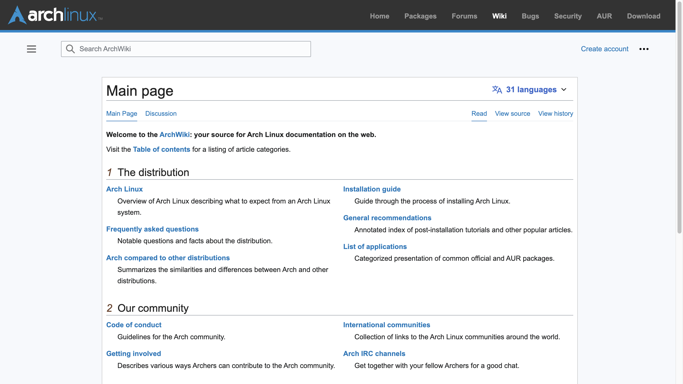 archlinux™
Home Packages Forums Wiki Bugs Security AUR Download
Search ArchWiki
Create account
Main page
31 languages
Main Page Discussion
Read View source View history
Welcome to the ArchWiki: your source for Arch Linux documentation on the web.
Visit the Table of contents for a listing of article categories.
1 The distribution
Arch Linux
Overview of Arch Linux describing what to expect from an Arch Linux
system.
Frequently asked questions
Notable questions and facts about the distribution.
Arch compared to other distributions
Summarizes the similarities and differences between Arch and other
distributions.
Installation guide
Guide through the process of installing Arch Linux.
General recommendations
Annotated index of post-installation tutorials and other popular articles.
List of applications
Categorized presentation of common official and AUR packages.
2 Our community
Code of conduct
Guidelines for the Arch community.
Getting involved
Describes various ways Archers can contribute to the Arch community.
International communities
Collection of links to the Arch Linux communities around the world.
Arch IRC channels
Get together with your fellow Archers for a good chat.